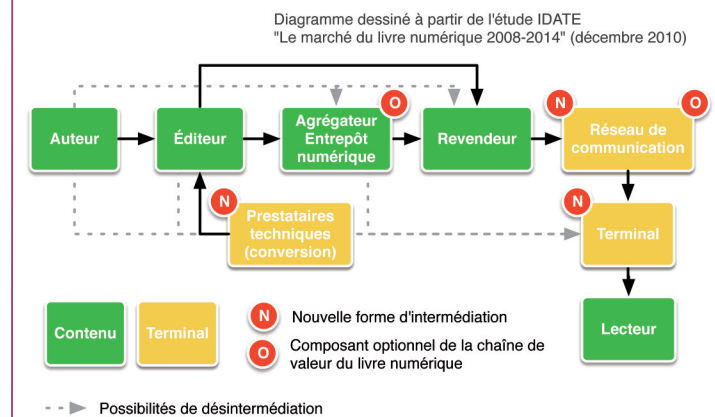 Diagramme dessiné à partir de l'étude IDATE
"Le marché du livre numérique 2008-2014" (décembre 2010)
N
O
O
Auteur
Éditeur
Agrégateur
Entrepôt
numérique
Revendeur
Réseau de
communication
N
Prestataires
techniques
(conversion)
N
Terminal
Contenu
Terminal
N
Nouvelle forme d'intermédiation
O
Composant optionnel de la chaîne de
valeur du livre numérique
Lecteur
Possibilités de désintermédiation